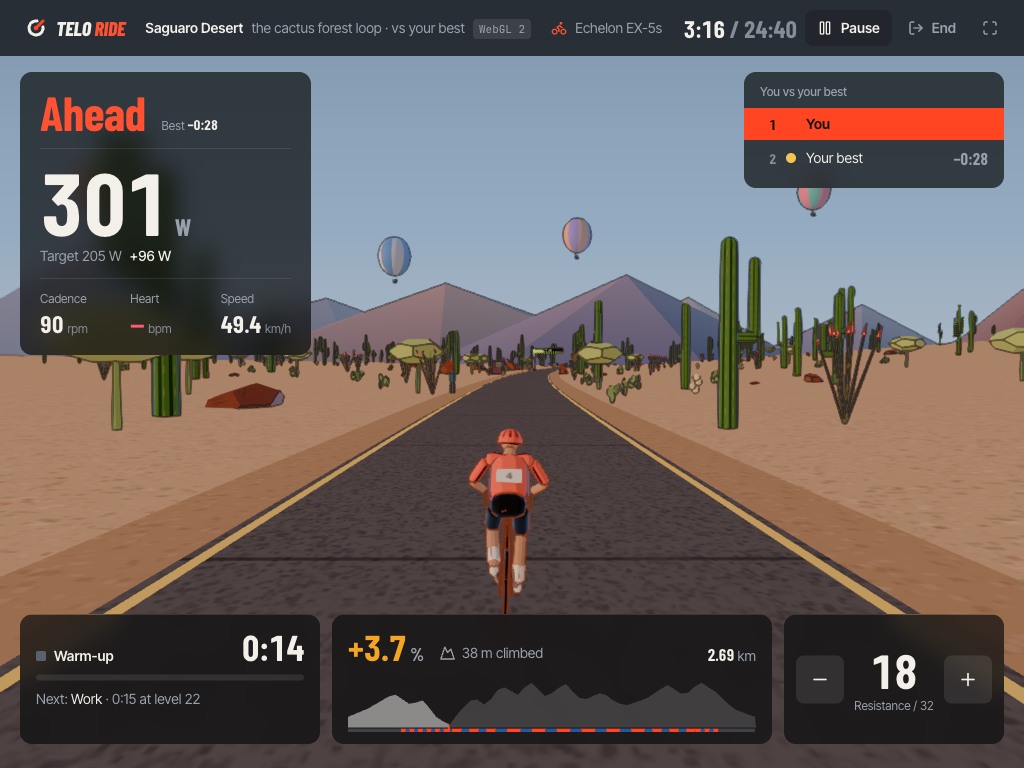 TELO RIDE Saguaro Desert the cactus forest loop · vs your best WebGL 2 Echelon EX-5s 3:16 / 24:40 Pause End
Ahead Best −0:28
301 W
Target 205 W +96 W
Cadence Heart Speed
90 rpm – bpm 49.4 km/h
You vs your best
1 You
2 Your best −0:28
4
Warm-up 0:14
Next: Work · 0:15 at level 22
+3.7 % 38 m climbed 2.69 km
− 18 +
Resistance / 32